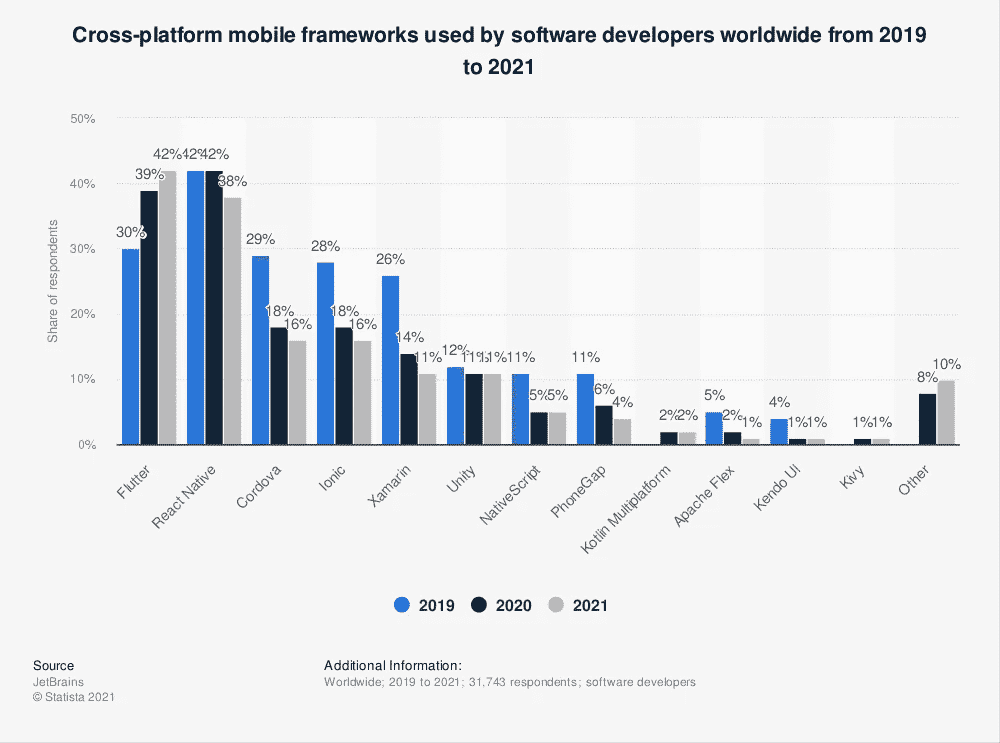 Cross-platform mobile frameworks used by software developers worldwide from 2019
to 2021
50%
40%
30%
20%
10%
0%
Share of respondents
30% 39% 42%
42% 42% 38%
29% 18% 16%
28% 18% 16%
26% 14% 11%
12% 11% 11%
11% 5% 5%
11% 6% 4%
2% 2%
5% 2% 1%
4% 1% 1%
1% 1%
8% 10%
Flutter
React Native
Cordova
Ionic
Xamarin
Unity
NativeScript
PhoneGap
Kotlin Multiplatform
Apache Flex
Kendo UI
Kivy
Other
2019 2020 2021
Source
JetBrains
© Statista 2021
Additional Information:
Worldwide; 2019 to 2021; 31,743 respondents; software developers